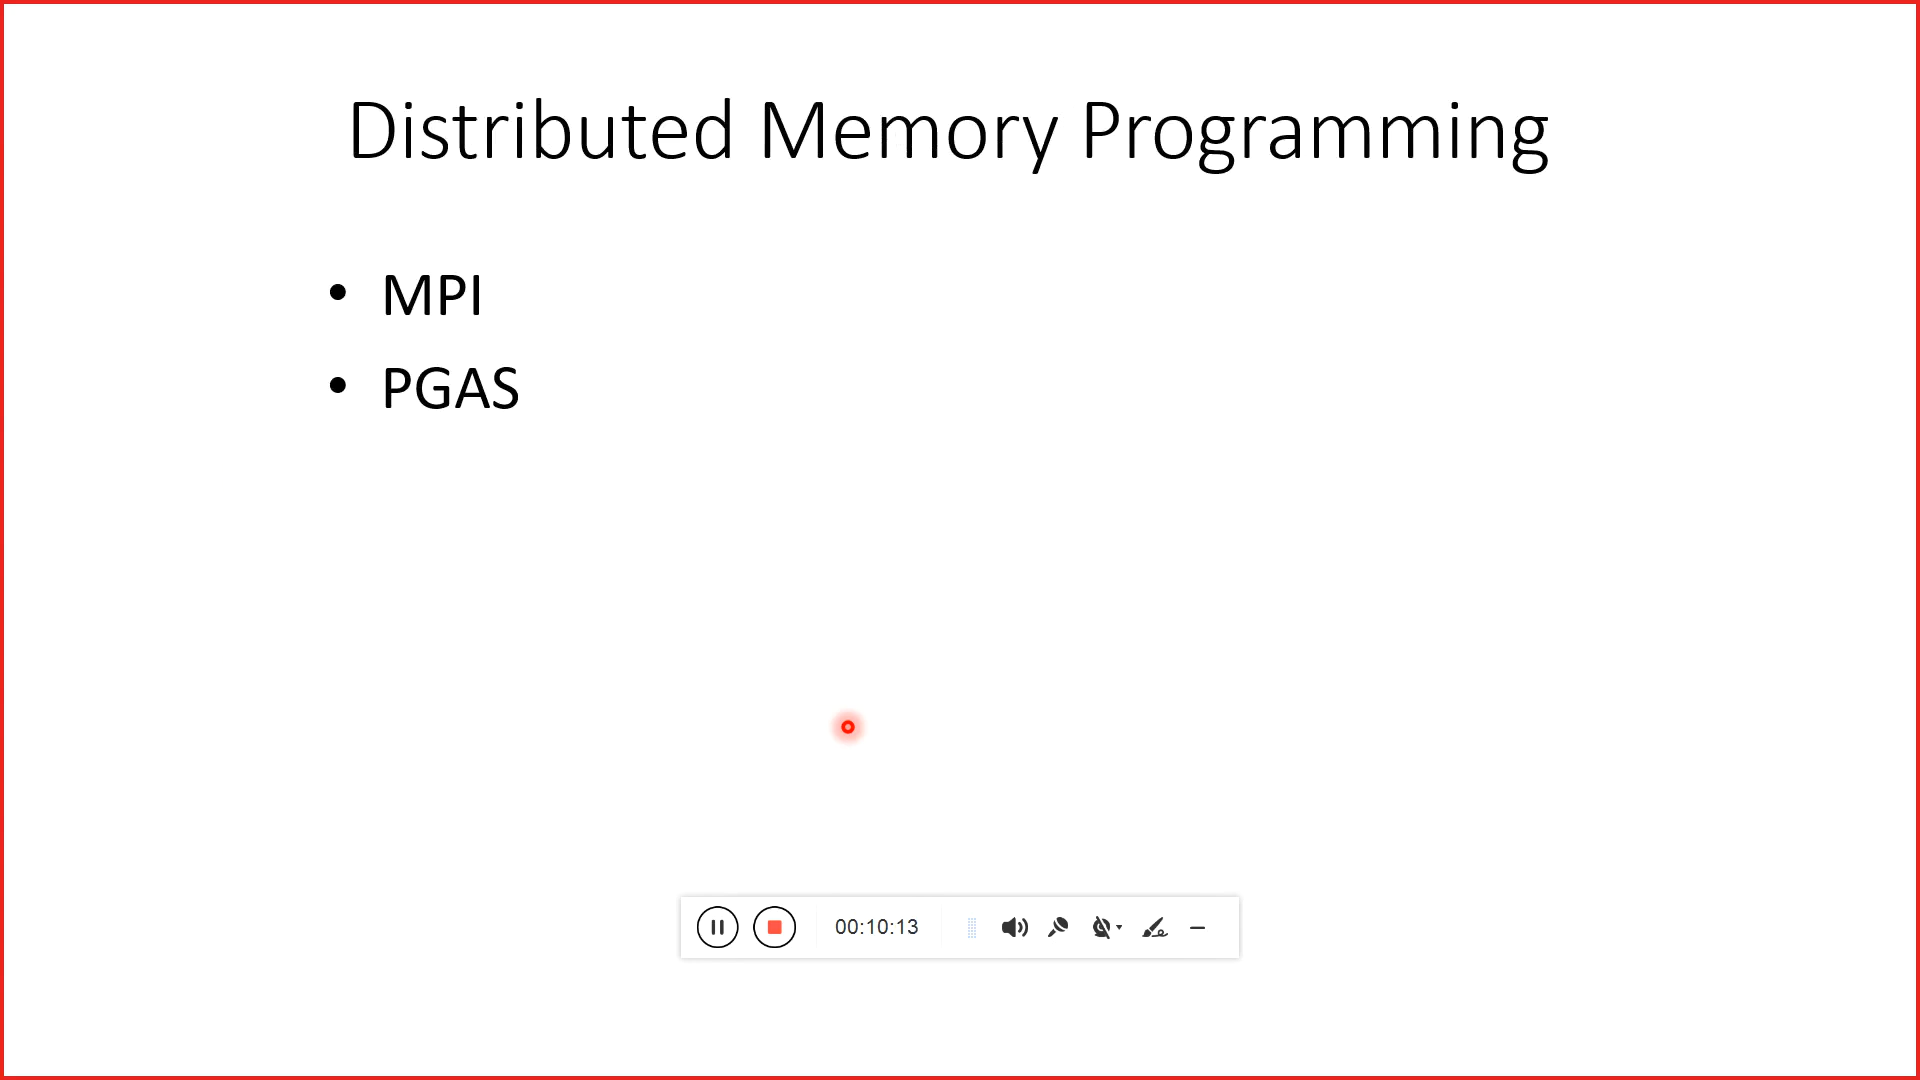 Distributed Memory Programming
• MPI
• PGAS
00:10:13